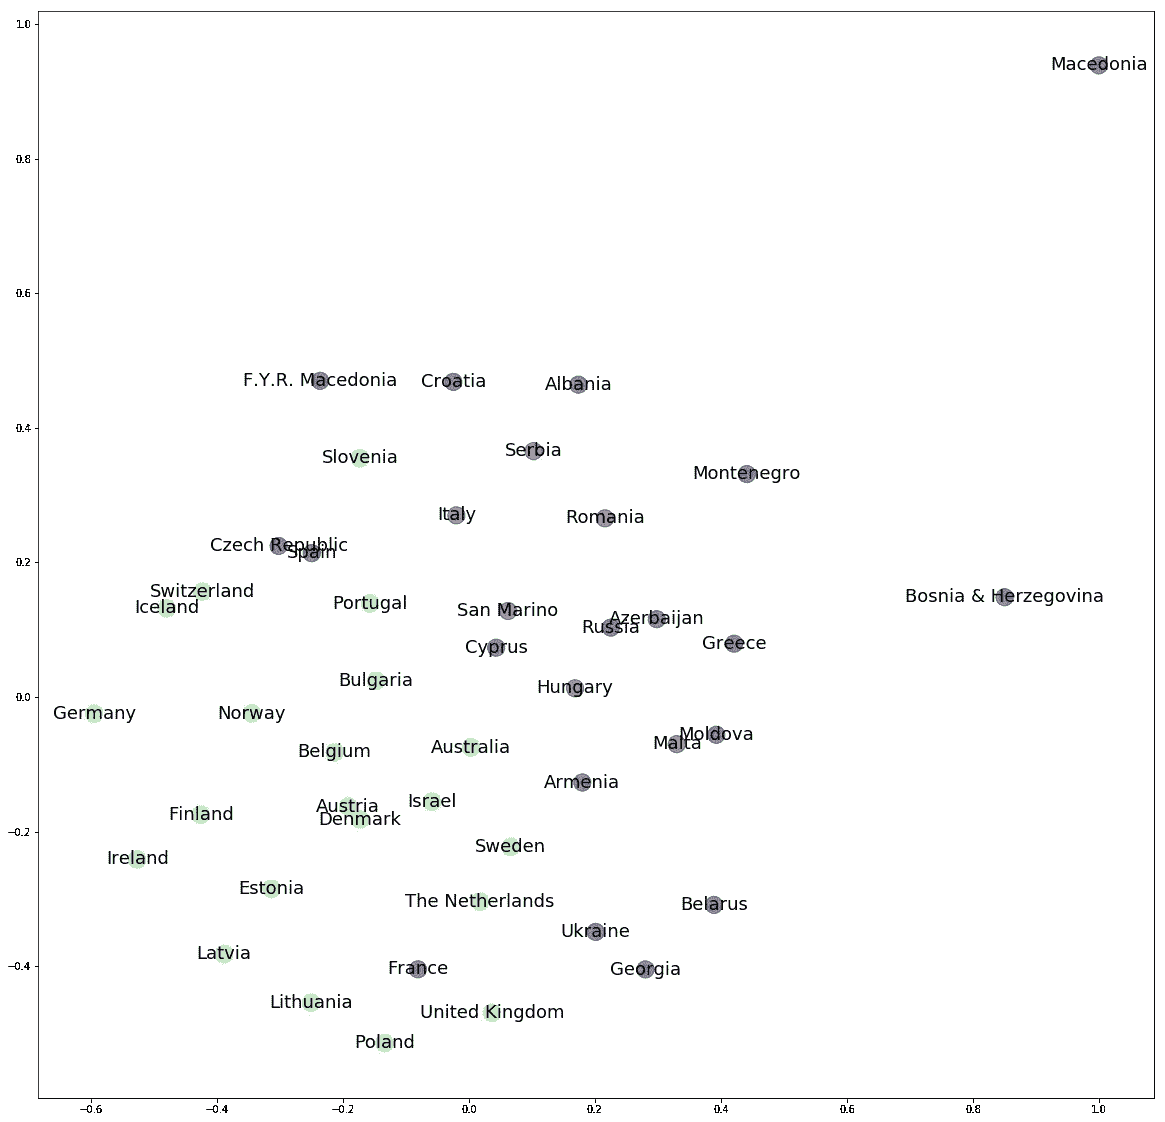 1.0
Macedonia
0.8
0.6
F.Y.R. Macedonia
Croatia
Albania
0.4
Serbia
Slovenia
Montenegro
Italy
Romania
Czech Republic
Spain
0.2
Switzerland
Bosnia & Herzegovina
Iceland
Portugal
San Marino
Azerbaijan
Russia
Greece
Cyprus
Bulgaria
Hungary
0.0
Germany
Norway
Moldova
Malta
Belgium
Australia
Armenia
Israel
Austria
Finland
Denmark
−0.2
Sweden
Ireland
Estonia
The Netherlands
Belarus
Ukraine
Latvia
−0.4
France
Georgia
Lithuania
United Kingdom
Poland
−0.6 −0.4 −0.2 0.0 0.2 0.4 0.6 0.8 1.0